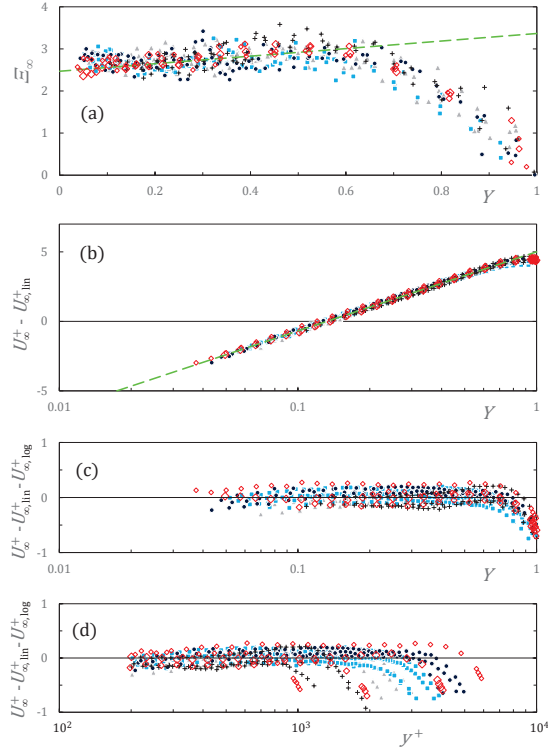 4
3
2
1
0
Ξ∞
(a)
0 0.2 0.4 0.6 0.8 1
Y
5
0
-5
U∞⁺ - U⁺∞,lin
(b)
0.01 0.1 1
Y
1
0
-1
U∞⁺ - U⁺∞,lin - U⁺∞,log
(c)
0.01 0.1 1
Y
1
0
-1
U∞⁺ - U⁺∞,lin - U⁺∞,log
(d)
10² 10³ 10⁴
y⁺